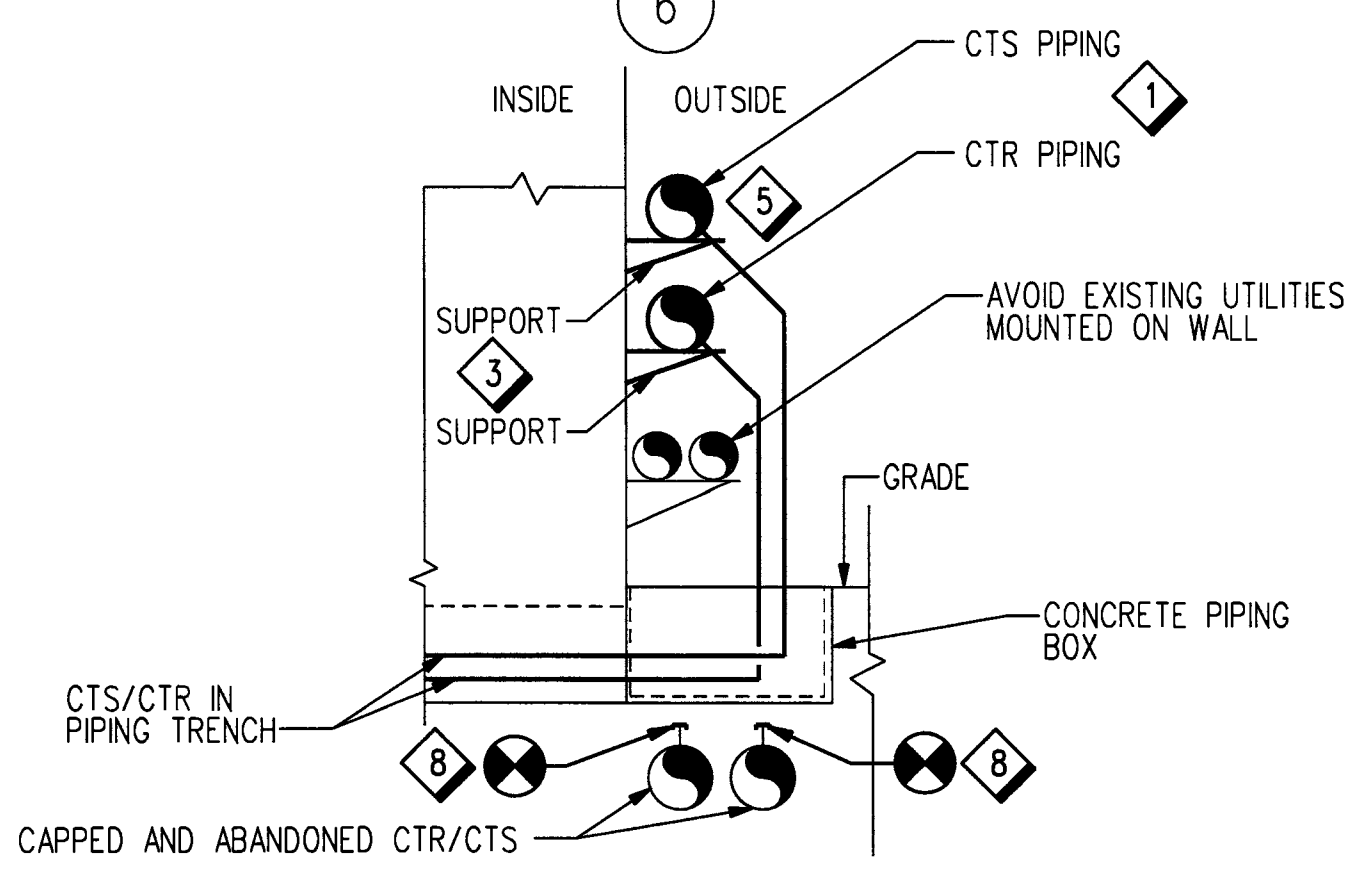 6
CTS PIPING
1
INSIDE
OUTSIDE
CTR PIPING
5
AVOID EXISTING UTILITIES
MOUNTED ON WALL
SUPPORT
3
SUPPORT
GRADE
CONCRETE PIPING
BOX
CTS/CTR IN
PIPING TRENCH
8
8
CAPPED AND ABANDONED CTR/CTS